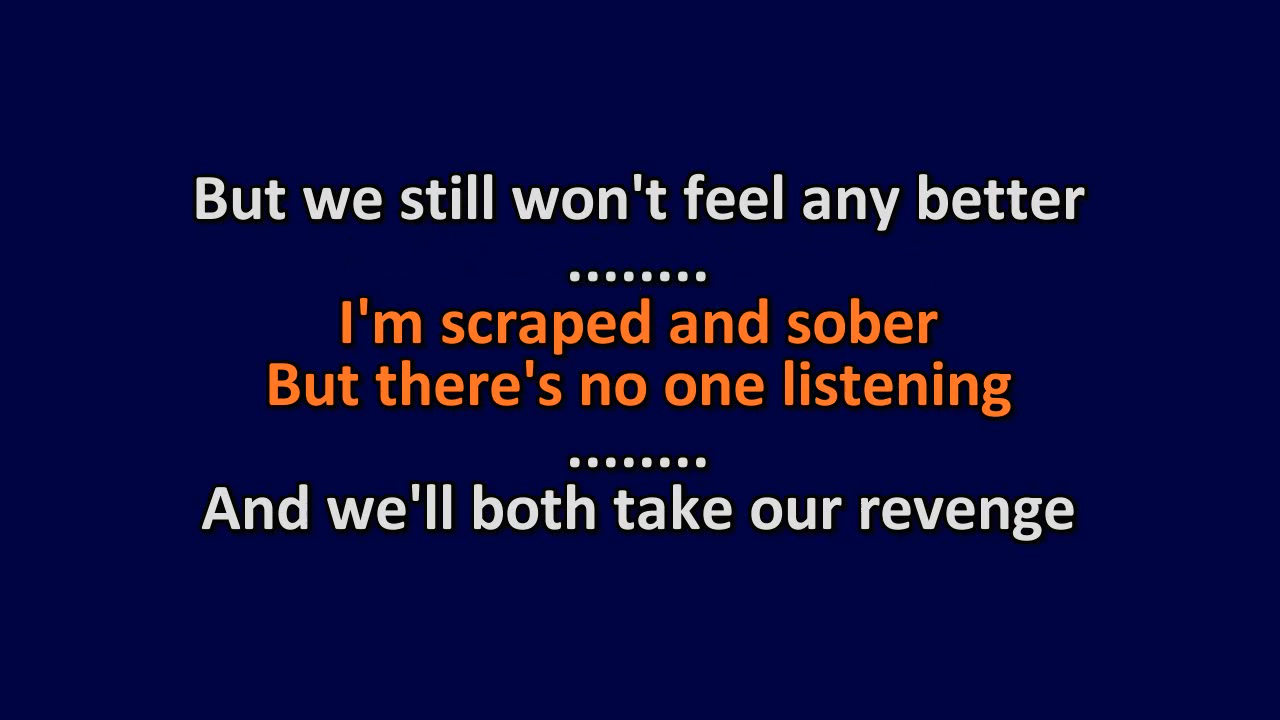 But we still won't feel any better
........
I'm scraped and sober
But there's no one listening
........
And we'll both take our revenge